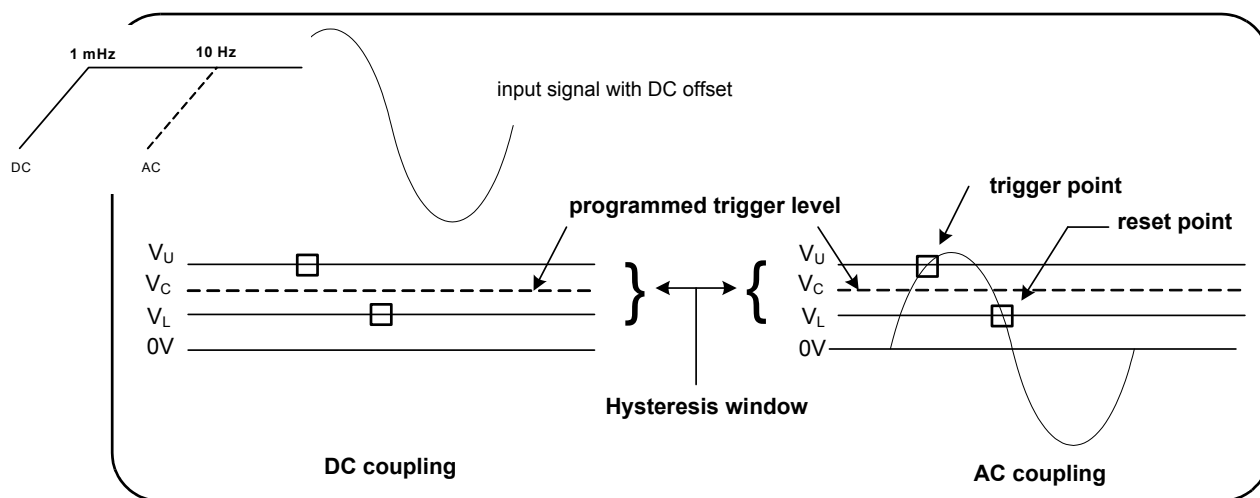 1 mHz
10 Hz
DC
AC
input signal with DC offset
programmed trigger level
trigger point
reset point
VU
VC
VL
0V
VU
VC
VL
0V
Hysteresis window
DC coupling
AC coupling